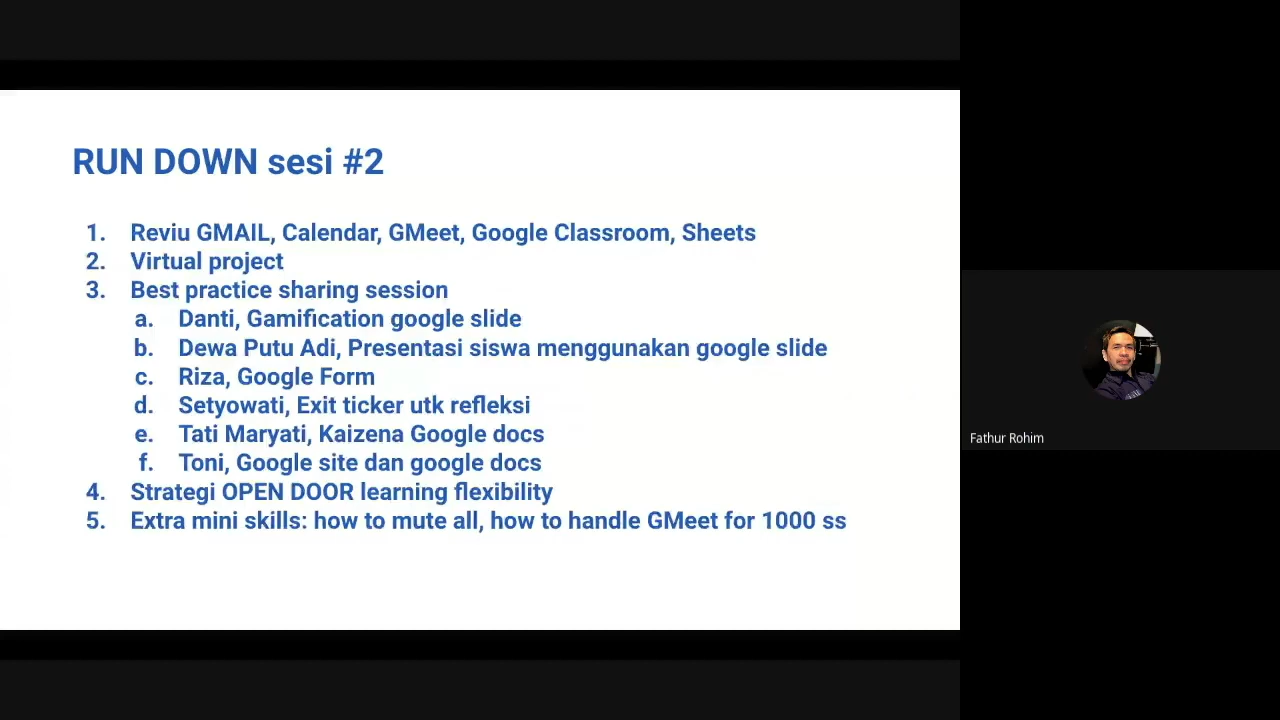 RUN DOWN sesi #2
1. Reviu GMAIL, Calendar, GMeet, Google Classroom, Sheets
2. Virtual project
3. Best practice sharing session
a. Danti, Gamification google slide
b. Dewa Putu Adi, Presentasi siswa menggunakan google slide
c. Riza, Google Form
d. Setyowati, Exit ticker utk refleksi
e. Tati Maryati, Kaizena Google docs
f. Toni, Google site dan google docs
4. Strategi OPEN DOOR learning flexibility
5. Extra mini skills: how to mute all, how to handle GMeet for 1000 ss
Fathur Rohim